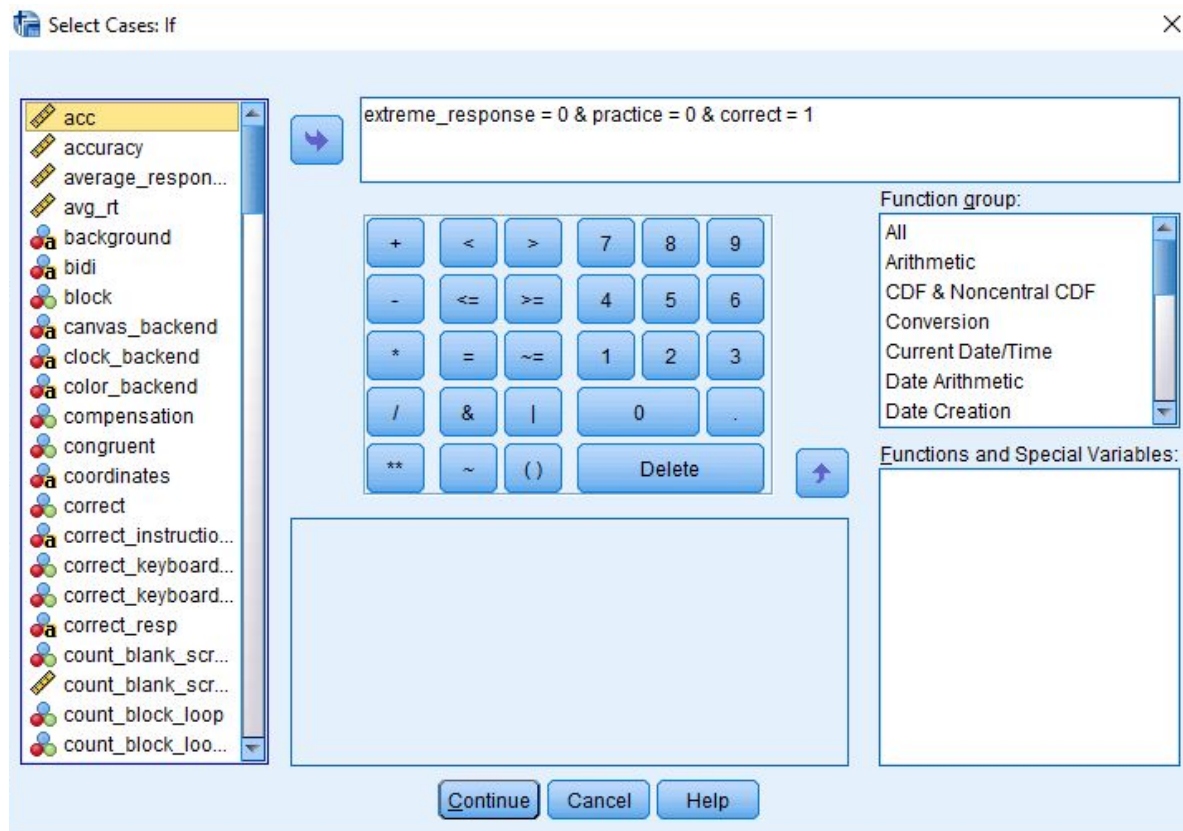 Select Cases: If
acc
accuracy
average_respon...
avg_rt
background
bidi
block
canvas_backend
clock_backend
color_backend
compensation
congruent
coordinates
correct
correct_instructio...
correct_keyboard...
correct_keyboard...
correct_resp
count_blank_scr...
count_blank_scr...
count_block_loop
count_block_loo...
extreme_response = 0 & practice = 0 & correct = 1
+ < > 7 8 9
- <= >= 4 5 6
* = ~= 1 2 3
/ & | 0 .
** ~ () Delete
Function group:
All
Arithmetic
CDF & Noncentral CDF
Conversion
Current Date/Time
Date Arithmetic
Date Creation
Functions and Special Variables:
Continue Cancel Help